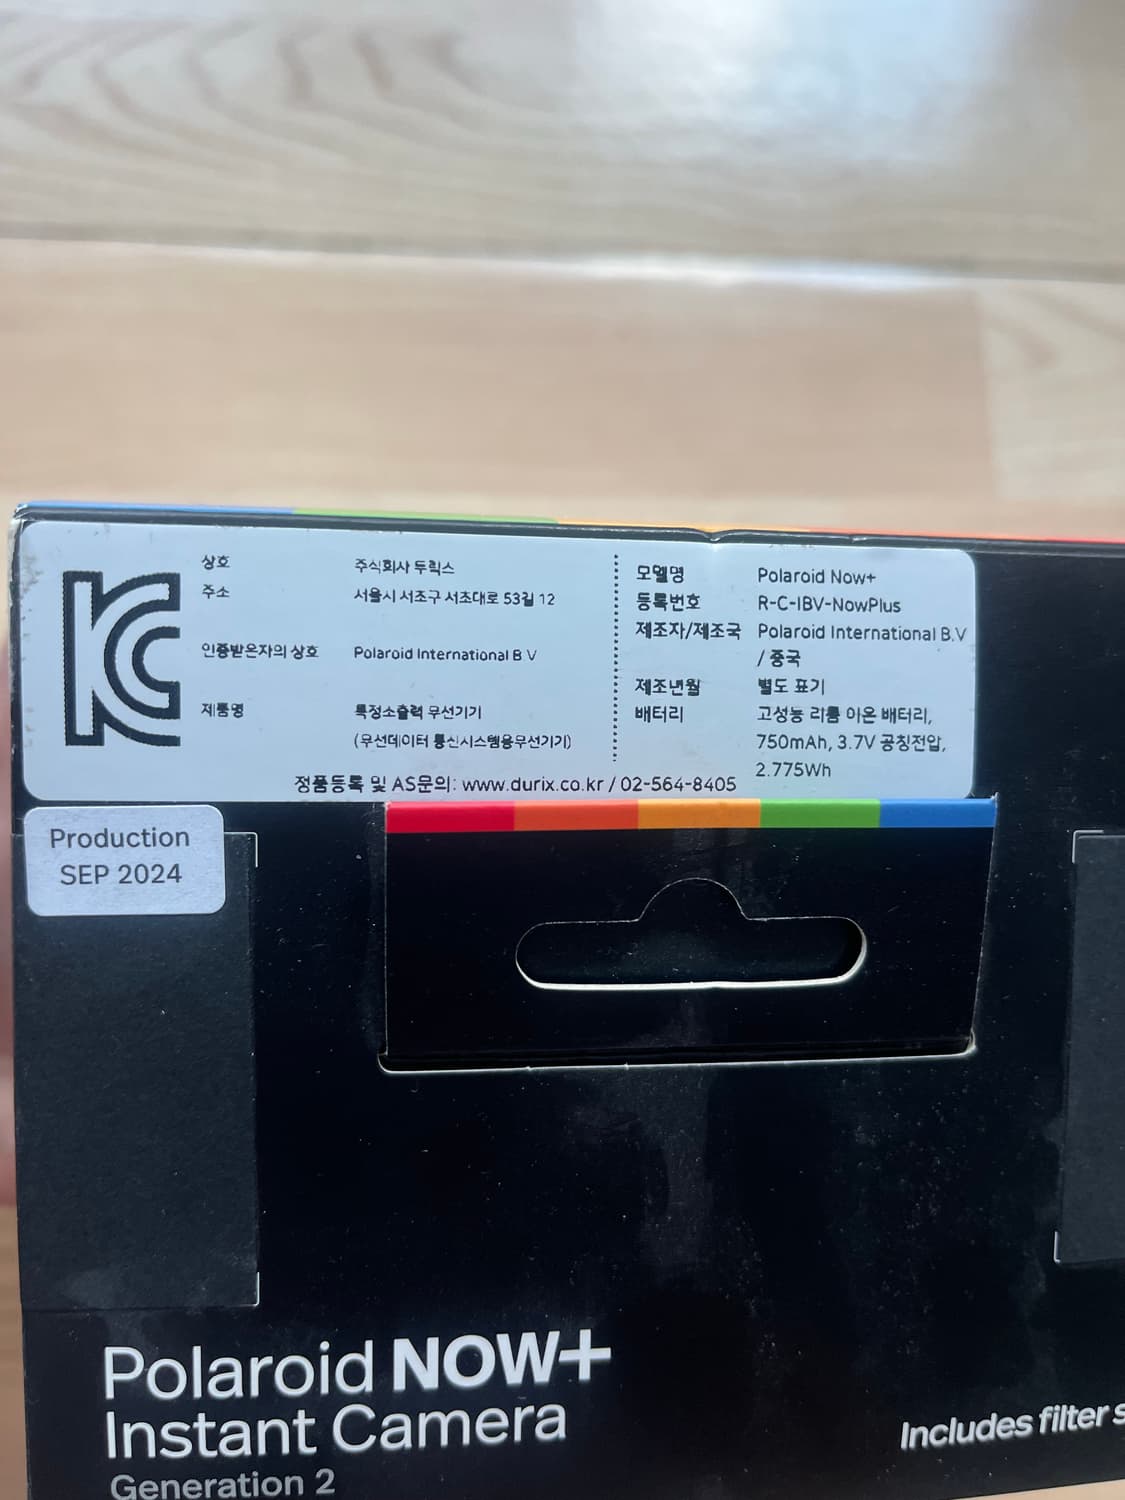 KC
상호 주식회사 두릭스
주소 서울시 서초구 서초대로 53길 12
인증받은자의 상호 Polaroid International B V
제품명 특정소출력 무선기기
(무선데이터 통신시스템용무선기기)
모델명 Polaroid Now+
등록번호 R-C-IBV-NowPlus
제조자/제조국 Polaroid International B.V
/ 중국
제조년월 별도 표기
배터리 고성능 리튬 이온 배터리,
750mAh, 3.7V 공칭전압,
2.775Wh
정품등록 및 AS문의: www.durix.co.kr / 02-564-8405
Production
SEP 2024
Polaroid NOW+
Instant Camera
Generation 2
Includes filter s